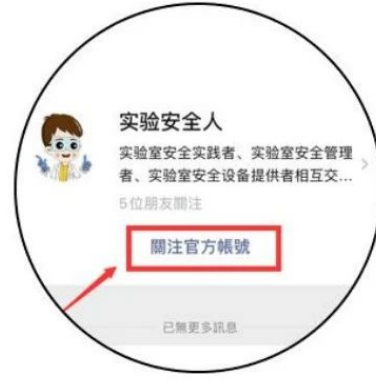 实验安全人
实验室安全实践者、实验室安全管理
者、实验室安全设备提供者相互交...
5位朋友關注
關注官方帳號
已無更多訊息